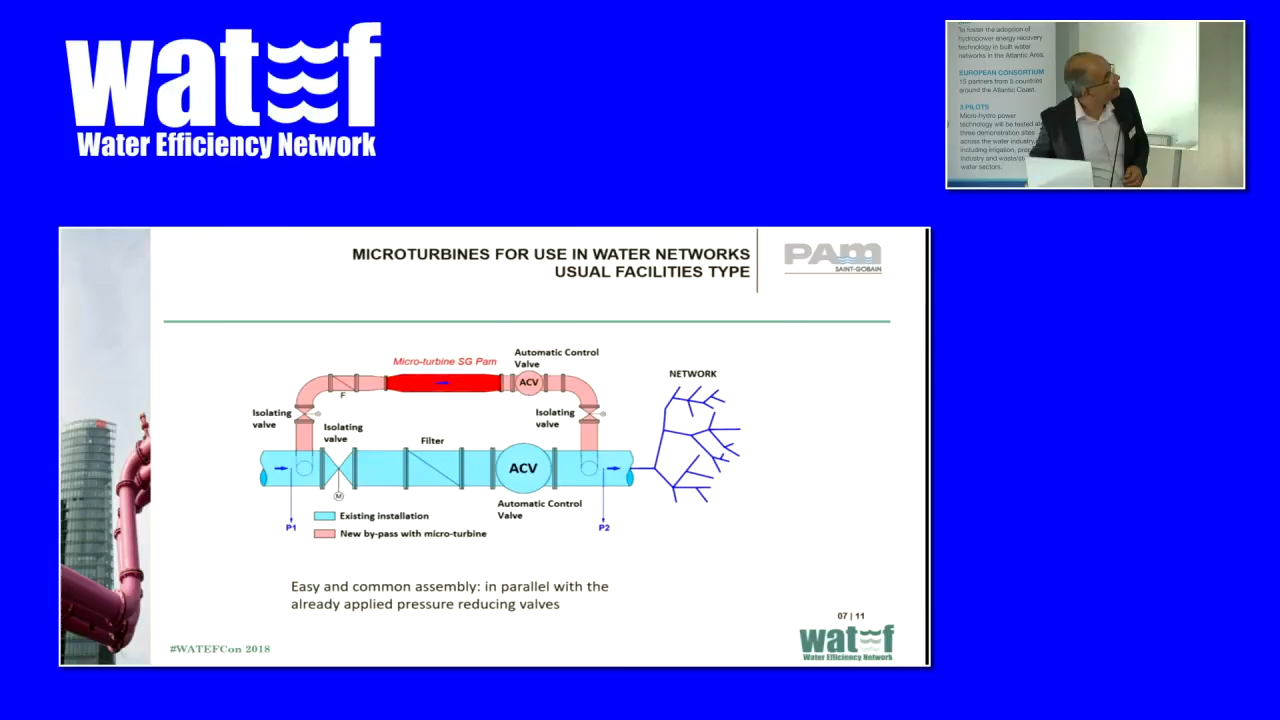 watef
Water Efficiency Network
To foster the adoption of
hydropower energy recovery
technology in built water
networks in the Atlantic Area.
EUROPEAN CONSORTIUM
15 partners from 5 countries
around the Atlantic Coast.
3 PILOTS
Micro-hydro power
technology will be tested at
three demonstration sites
across the water industry,
including irrigation,
industry and
water sectors.
MICROTURBINES FOR USE IN WATER NETWORKS
USUAL FACILITIES TYPE
PAM
SAINT-GOBAIN
Micro-turbine SG Pam
Automatic Control
Valve
ACV
NETWORK
F
Isolating
valve
Isolating
valve
Filter
Isolating
valve
ACV
M
Automatic Control
Valve
P1
P2
Existing installation
New by-pass with micro-turbine
Easy and common assembly: in parallel with the
already applied pressure reducing valves
07 | 11
#WATEFCon 2018
watef
Water Efficiency Network